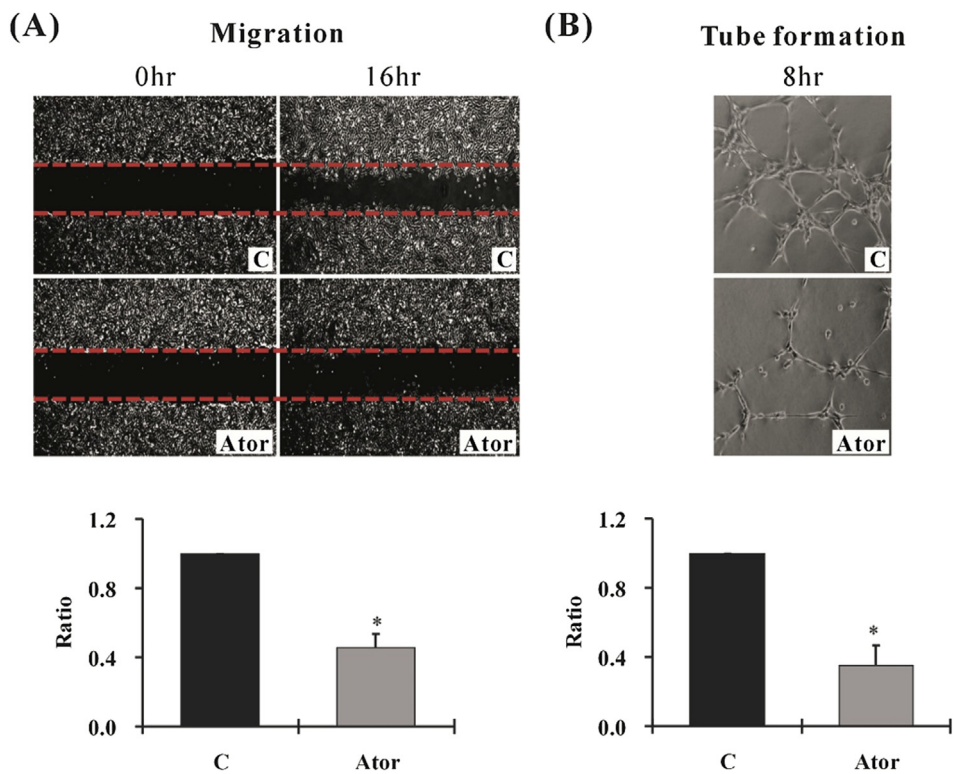 (A)
Migration
0hr 16hr
C C
Ator Ator
1.2
0.8
0.4
0.0
Ratio
*
C Ator
(B)
Tube formation
8hr
C
Ator
1.2
0.8
0.4
0.0
Ratio
*
C Ator